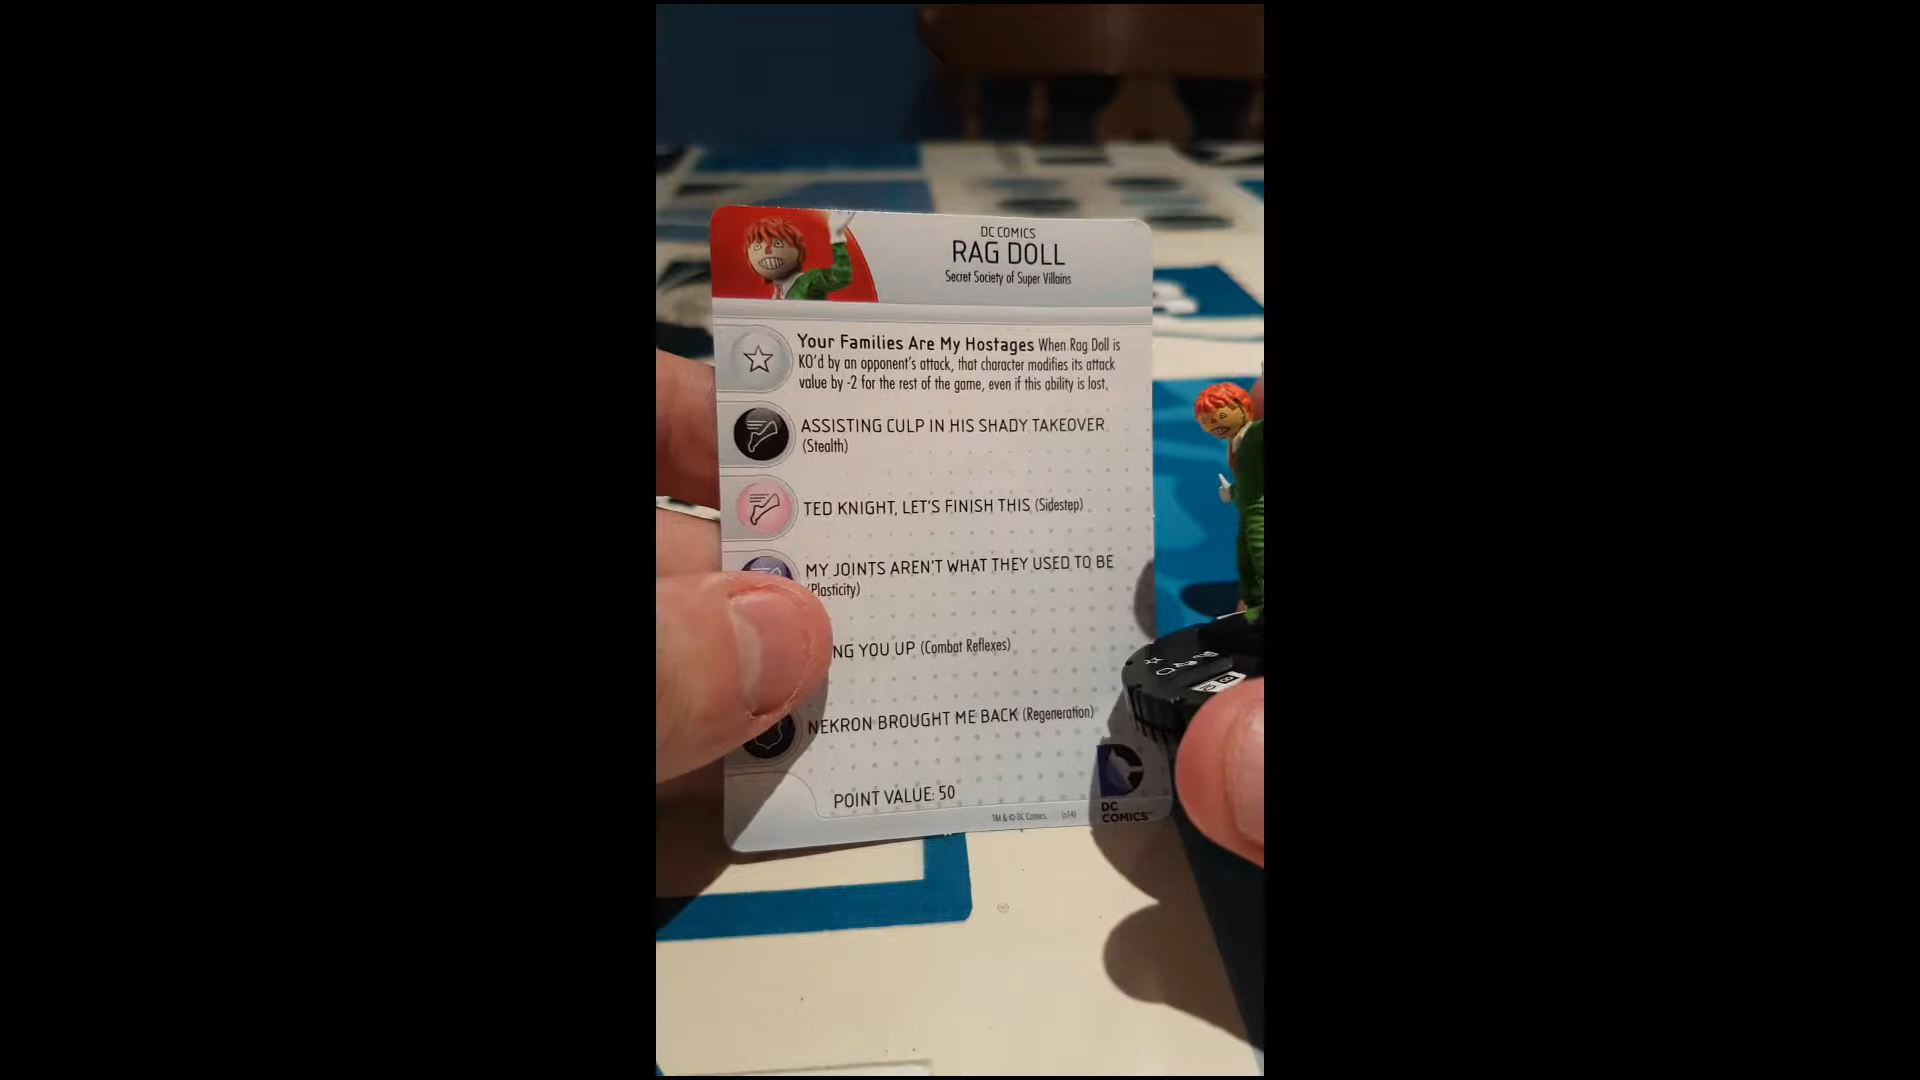 DC COMICS
RAG DOLL
Secret Society of Super Villains
Your Families Are My Hostages When Rag Doll is
KO'd by an opponent's attack, that character modifies its attack
value by -2 for the rest of the game, even if this ability is lost.
ASSISTING CULP IN HIS SHADY TAKEOVER
(Stealth)
TED KNIGHT, LET'S FINISH THIS (Sidestep)
MY JOINTS AREN'T WHAT THEY USED TO BE
(Plasticity)
NG YOU UP (Combat Reflexes)
NEKRON BROUGHT ME BACK (Regeneration)
POINT VALUE: 50
TM & © DC Comics. (s14)
DC
COMICS™